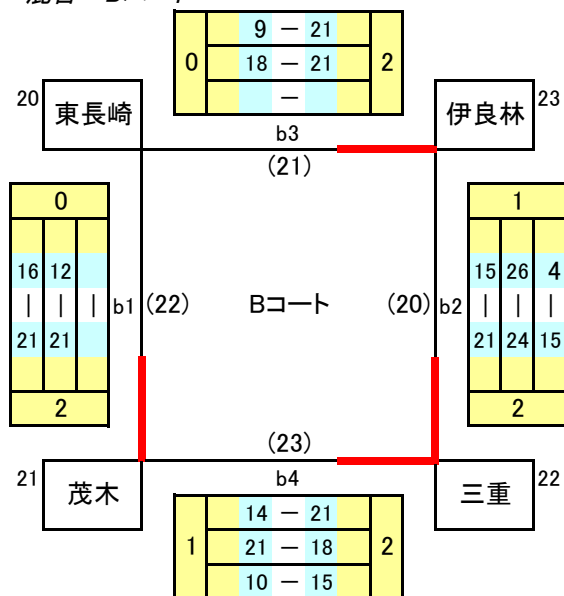 9 － 21
0 18 － 21 2
－
20 東長崎
伊良林 23
b3
(21)
0
16 12
| | |
21 21
2
b1 (22)
Bコート
(20) b2
1
15 26 4
| | |
21 24 15
2
(23)
b4
21 茂木
三重 22
14 － 21
1 21 － 18 2
10 － 15